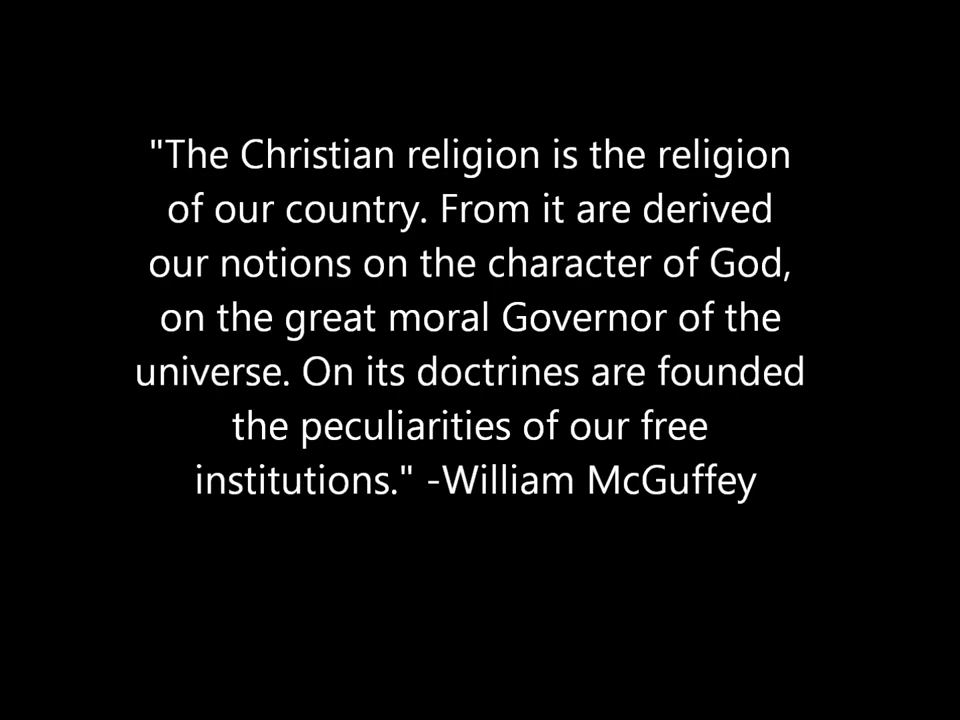 "The Christian religion is the religion
of our country. From it are derived
our notions on the character of God,
on the great moral Governor of the
universe. On its doctrines are founded
the peculiarities of our free
institutions." -William McGuffey